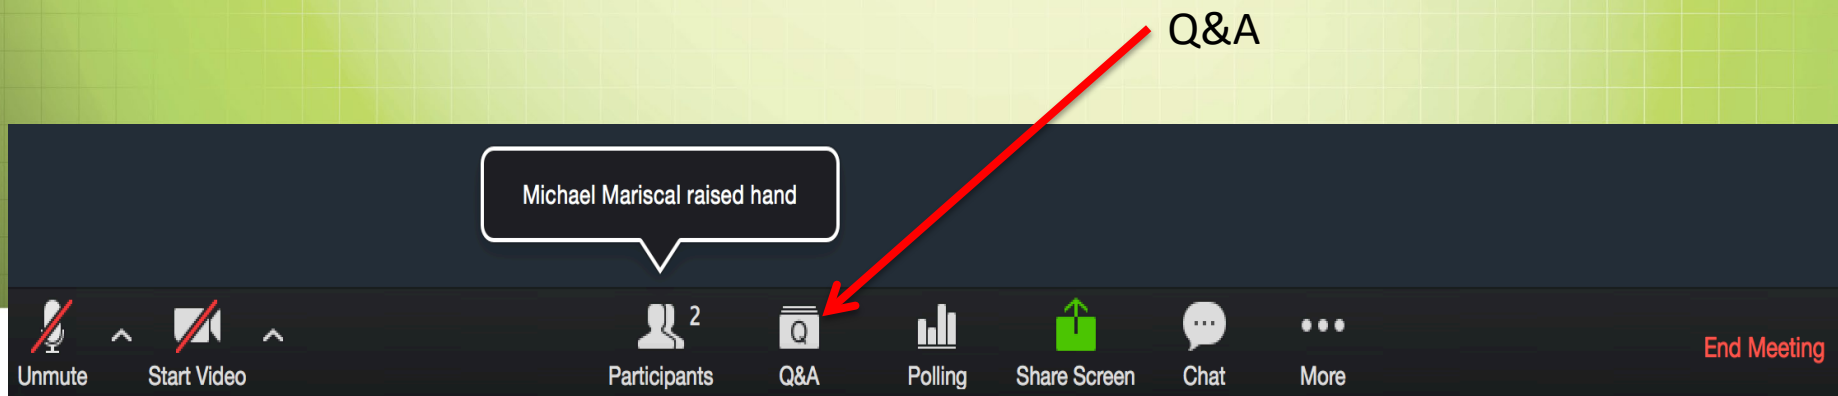 Q&A
Michael Mariscal raised hand
2
Q
Unmute
Start Video
Participants
Q&A
Polling
Share Screen
Chat
More
End Meeting